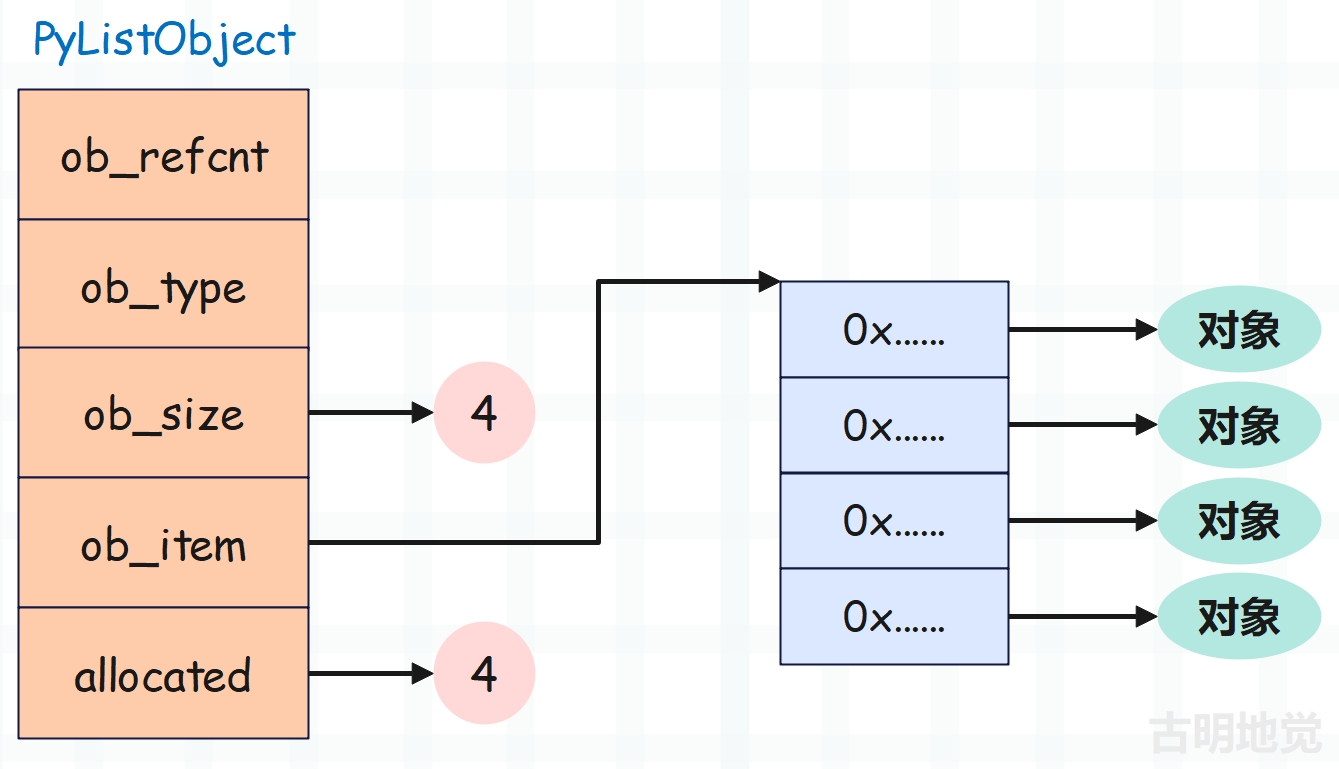 PyListObject
ob_refcnt
ob_type
ob_size
4
ob_item
allocated
4
0x......
对象
0x......
对象
0x......
对象
0x......
对象
古明地觉